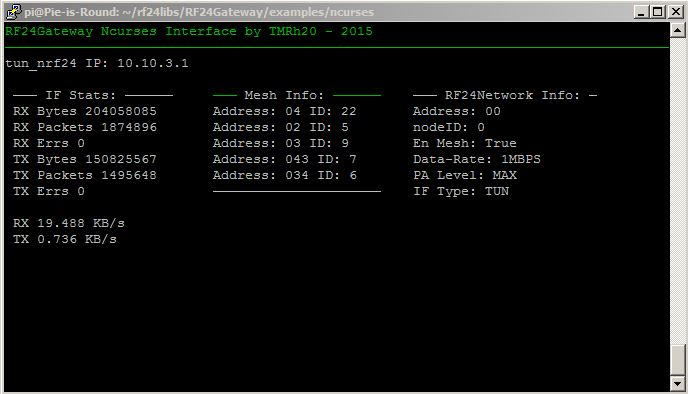 pi@Pie-is-Round: ~/rf24libs/RF24Gateway/examples/ncurses
RF24Gateway Ncurses Interface by TMRh20 - 2015
tun_nrf24 IP: 10.10.3.1
IF Stats: Mesh Info: RF24Network Info:
RX Bytes 204058085 Address: 04 ID: 22 Address: 00
RX Packets 1874896 Address: 02 ID: 5 nodeID: 0
RX Errs 0 Address: 03 ID: 9 En Mesh: True
TX Bytes 150825567 Address: 043 ID: 7 Data-Rate: 1MBPS
TX Packets 1495648 Address: 034 ID: 6 PA Level: MAX
TX Errs 0 IF Type: TUN
RX 19.488 KB/s
TX 0.736 KB/s